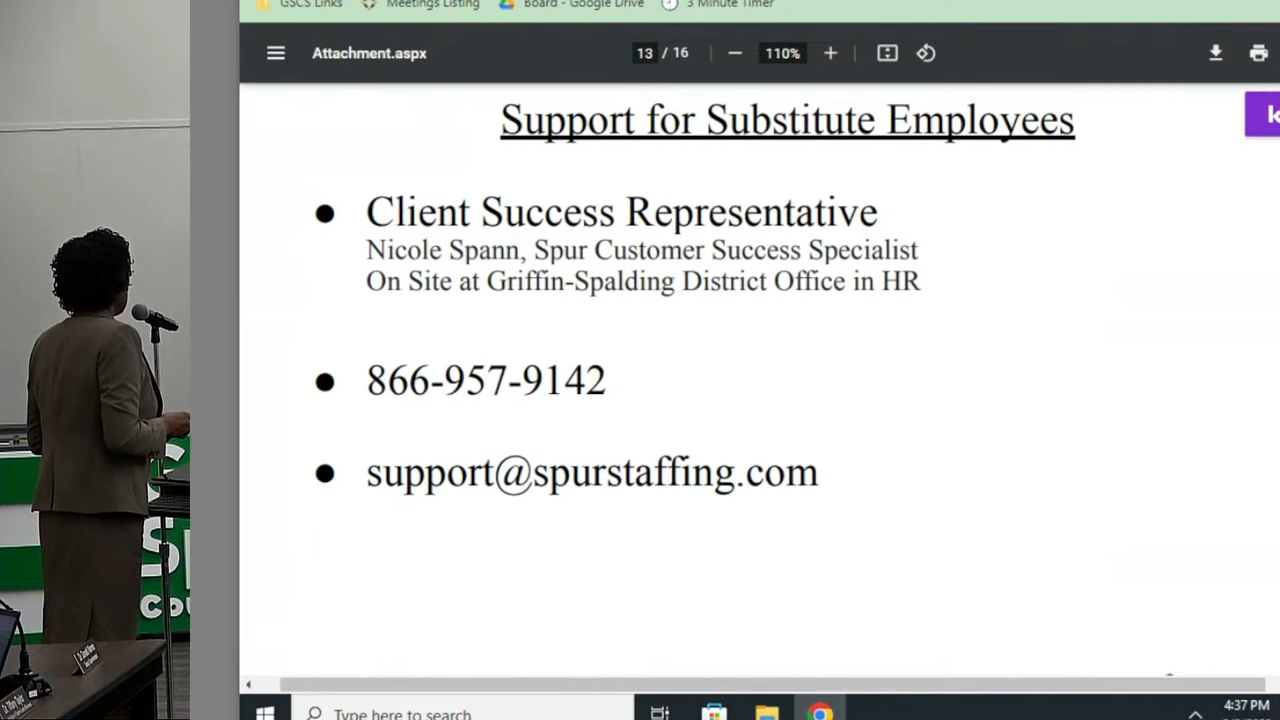 GSCS Links
Meetings Listing
Board - Google Drive
3 Minute Timer
Attachment.aspx
13 / 16
110%
Support for Substitute Employees
k
● Client Success Representative
Nicole Spann, Spur Customer Success Specialist
On Site at Griffin-Spalding District Office in HR
● 866-957-9142
● support@spurstaffing.com
Type here to search
4:37 PM